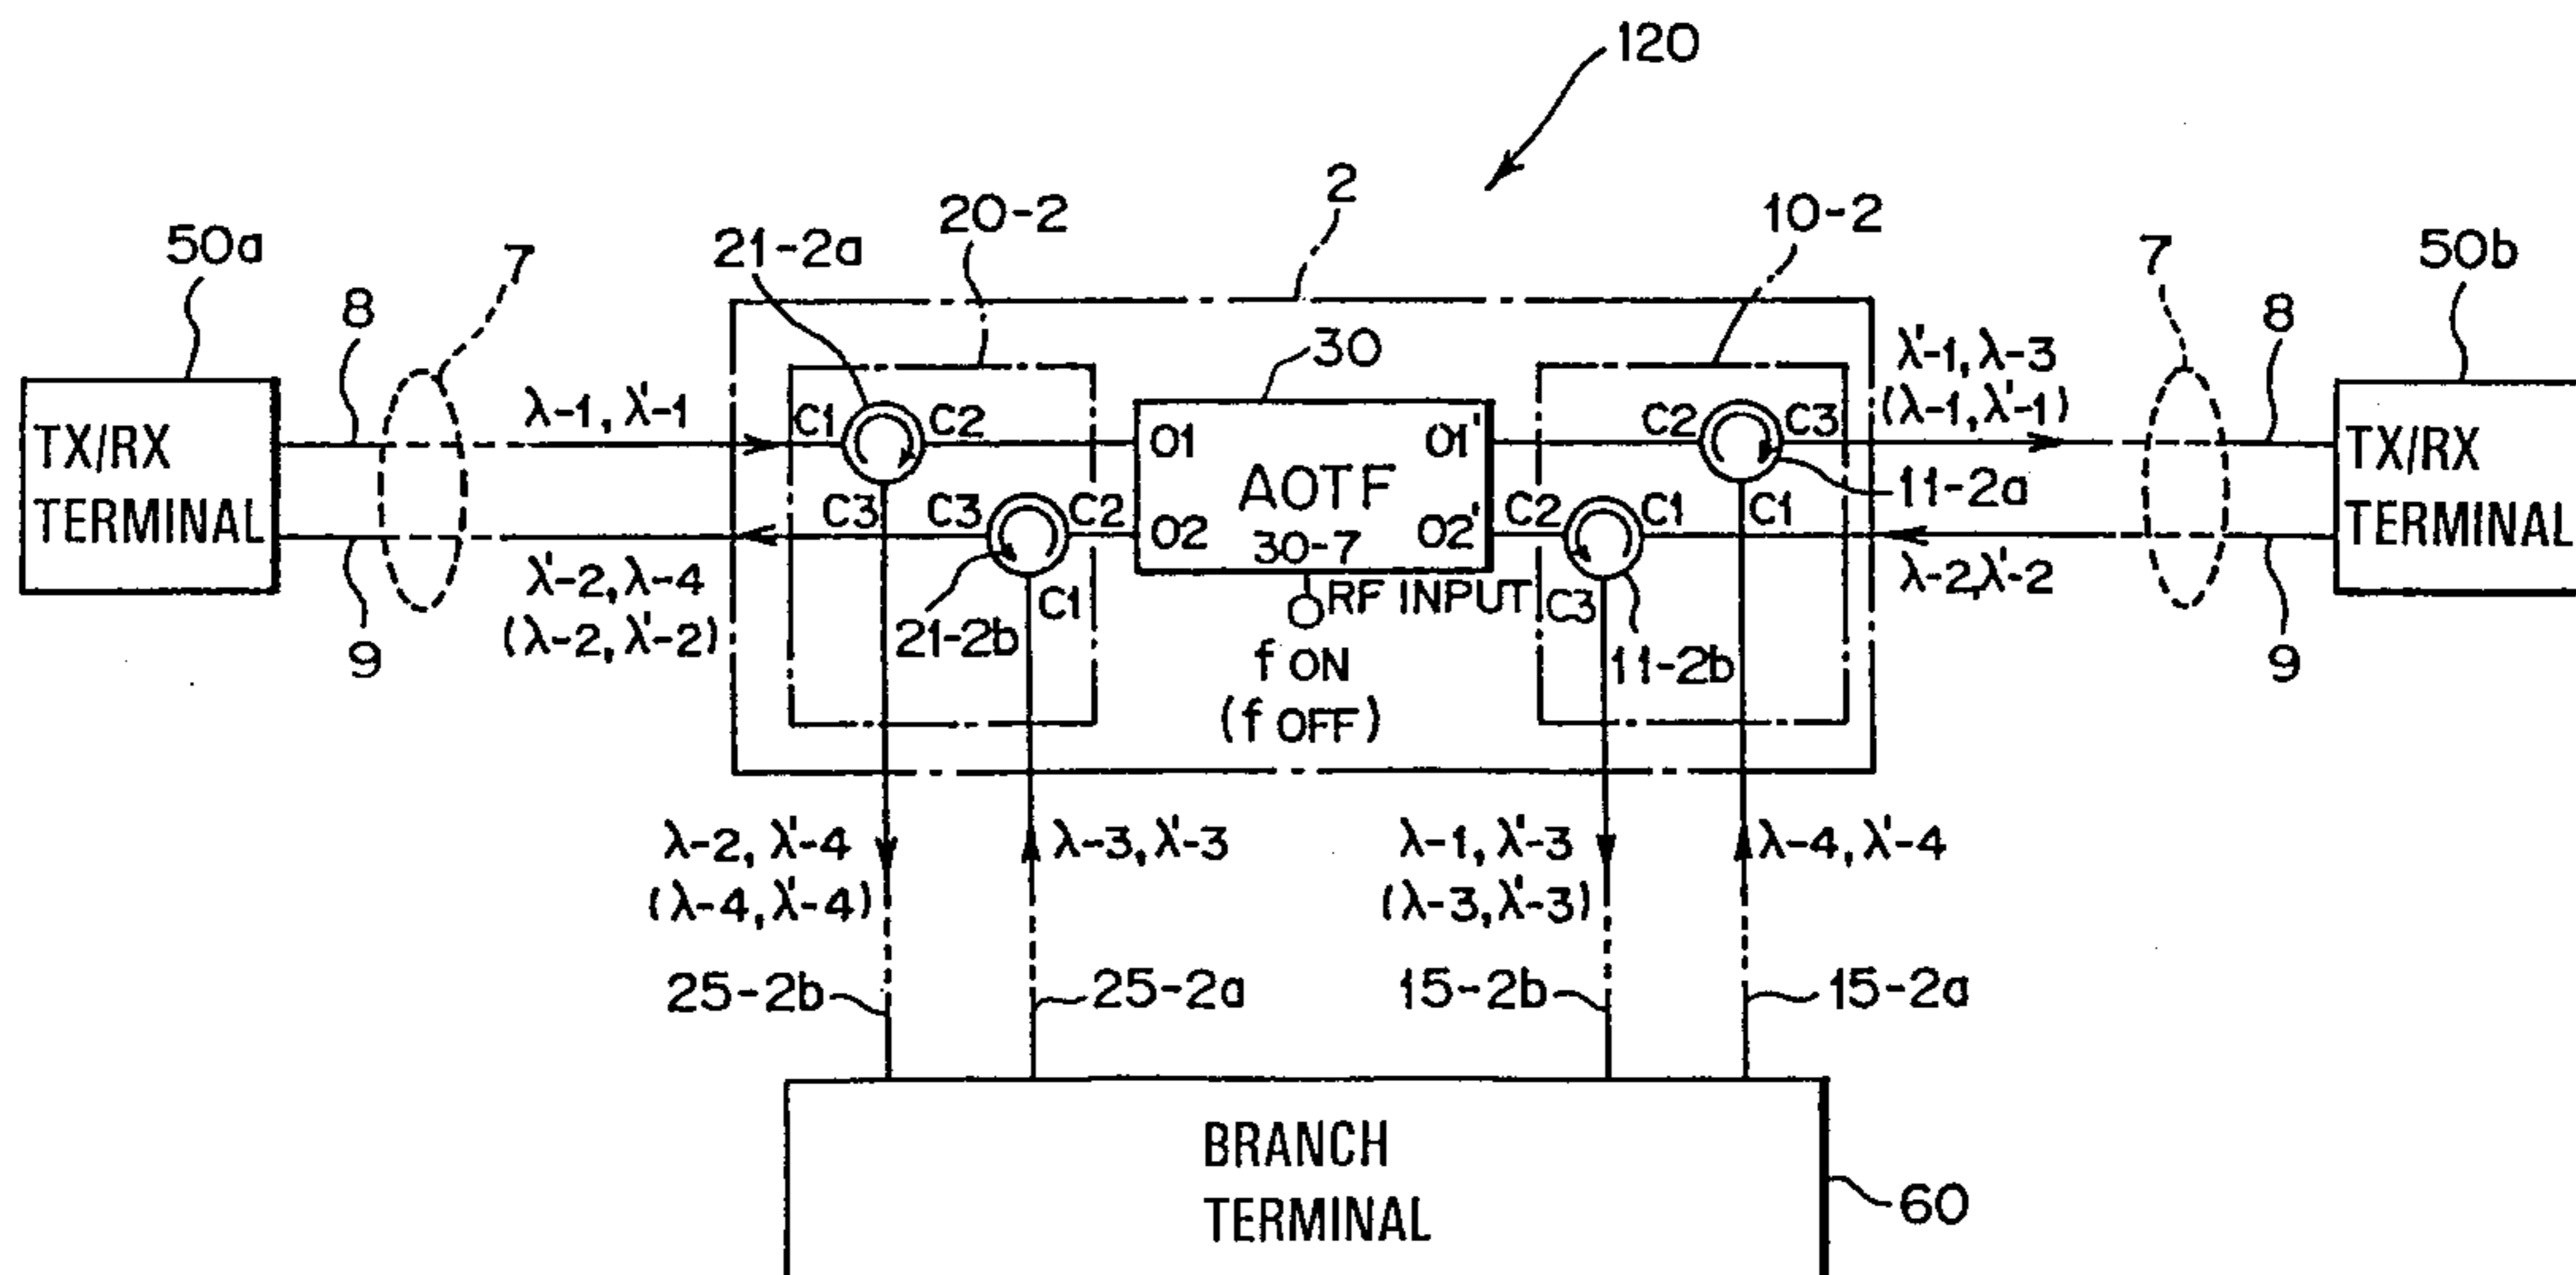 120
2
20-2
10-2
21-2a
50a
7
8
30
7
8
50b
λ-1, λ'-1
C1
C2
O1
O1'
C2
C3
λ'-1, λ-3
(λ-1, λ'-1)
TX/RX
TERMINAL
AOTF
30-7
11-2a
TX/RX
TERMINAL
C3
C3
C2
O2
O2'
C2
C1
C1
λ'-2, λ-4
(λ-2, λ'-2)
9
21-2b
C1
RF INPUT
f ON
(f OFF)
C3
11-2b
λ-2, λ'-2
9
λ-2, λ'-4
(λ-4, λ'-4)
λ-3, λ'-3
λ-1, λ'-3
(λ-3, λ'-3)
λ-4, λ'-4
25-2b
25-2a
15-2b
15-2a
BRANCH
TERMINAL
60